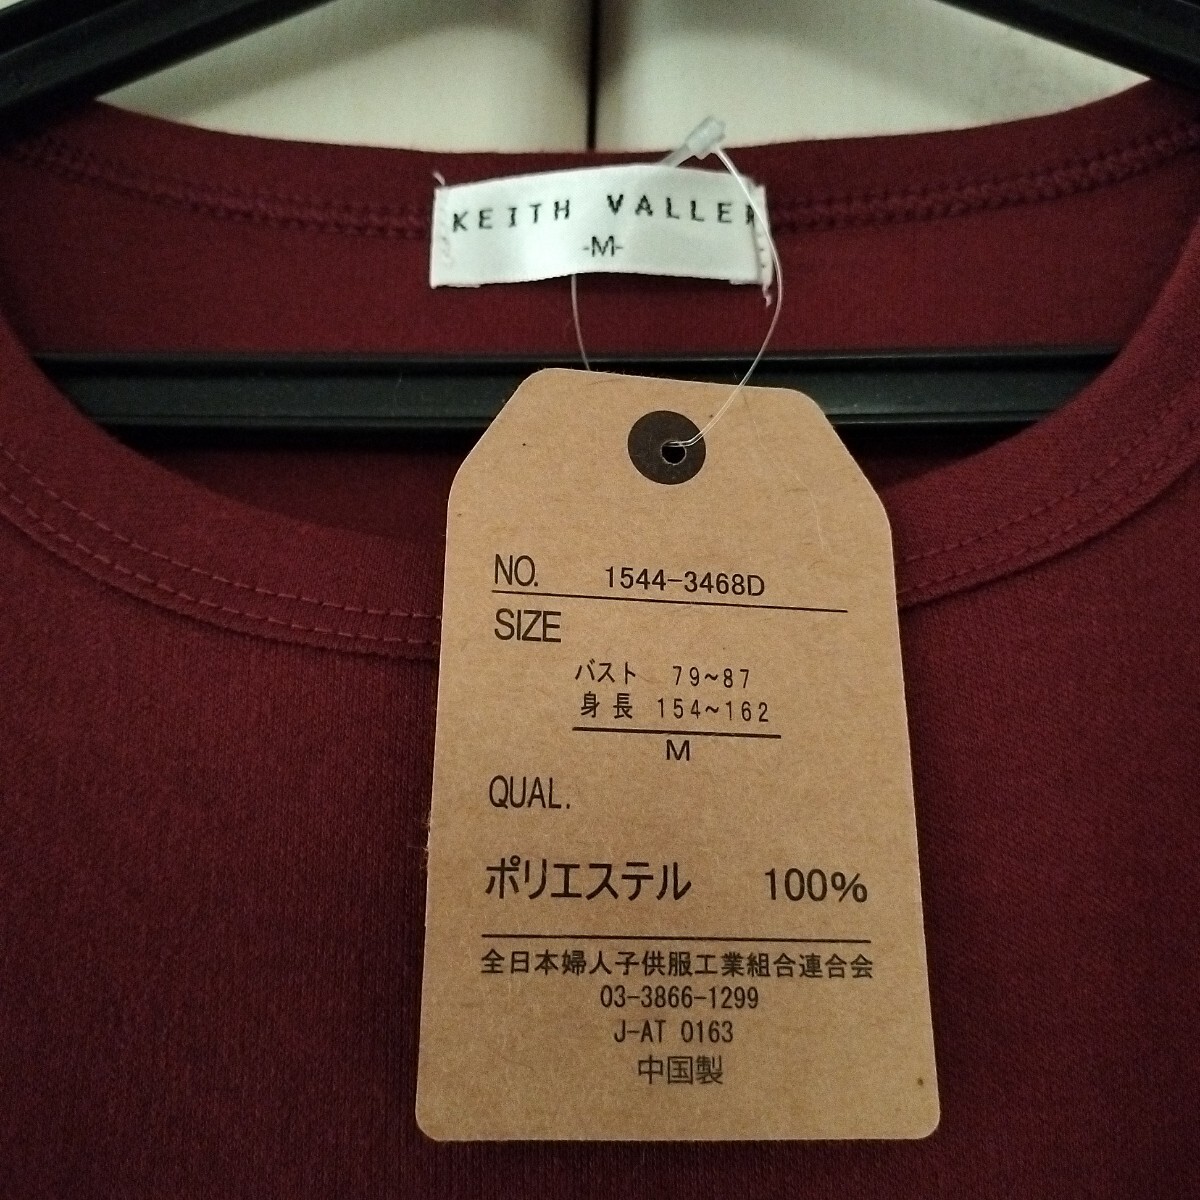 KEITH VALLER
-M-
NO. 1544-3468D
SIZE
バスト 79~87
身長 154~162
M
QUAL.
ポリエステル 100%
全日本婦人子供服工業組合連合会
03-3866-1299
J-AT 0163
中国製